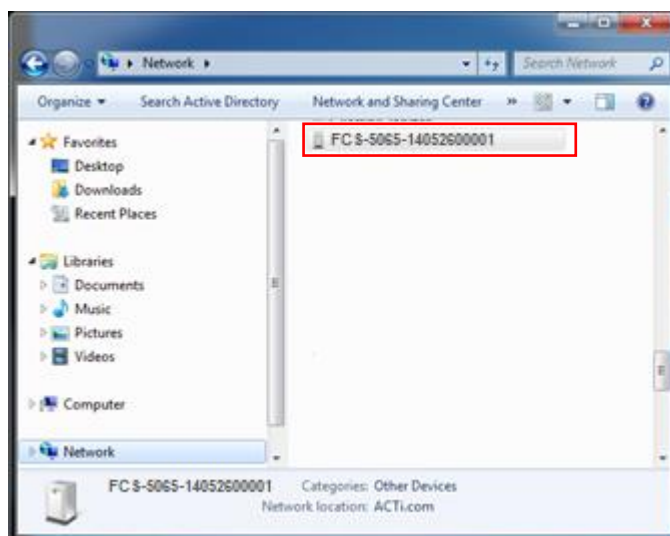 Network
Search Network
Organize
Search Active Directory
Network and Sharing Center
»
Favorites
Desktop
Downloads
Recent Places
Libraries
Documents
Music
Pictures
Videos
Computer
Network
FCS-5065-14052600001
FCS-5065-14052600001 Categories: Other Devices
Network location: ACTi.com